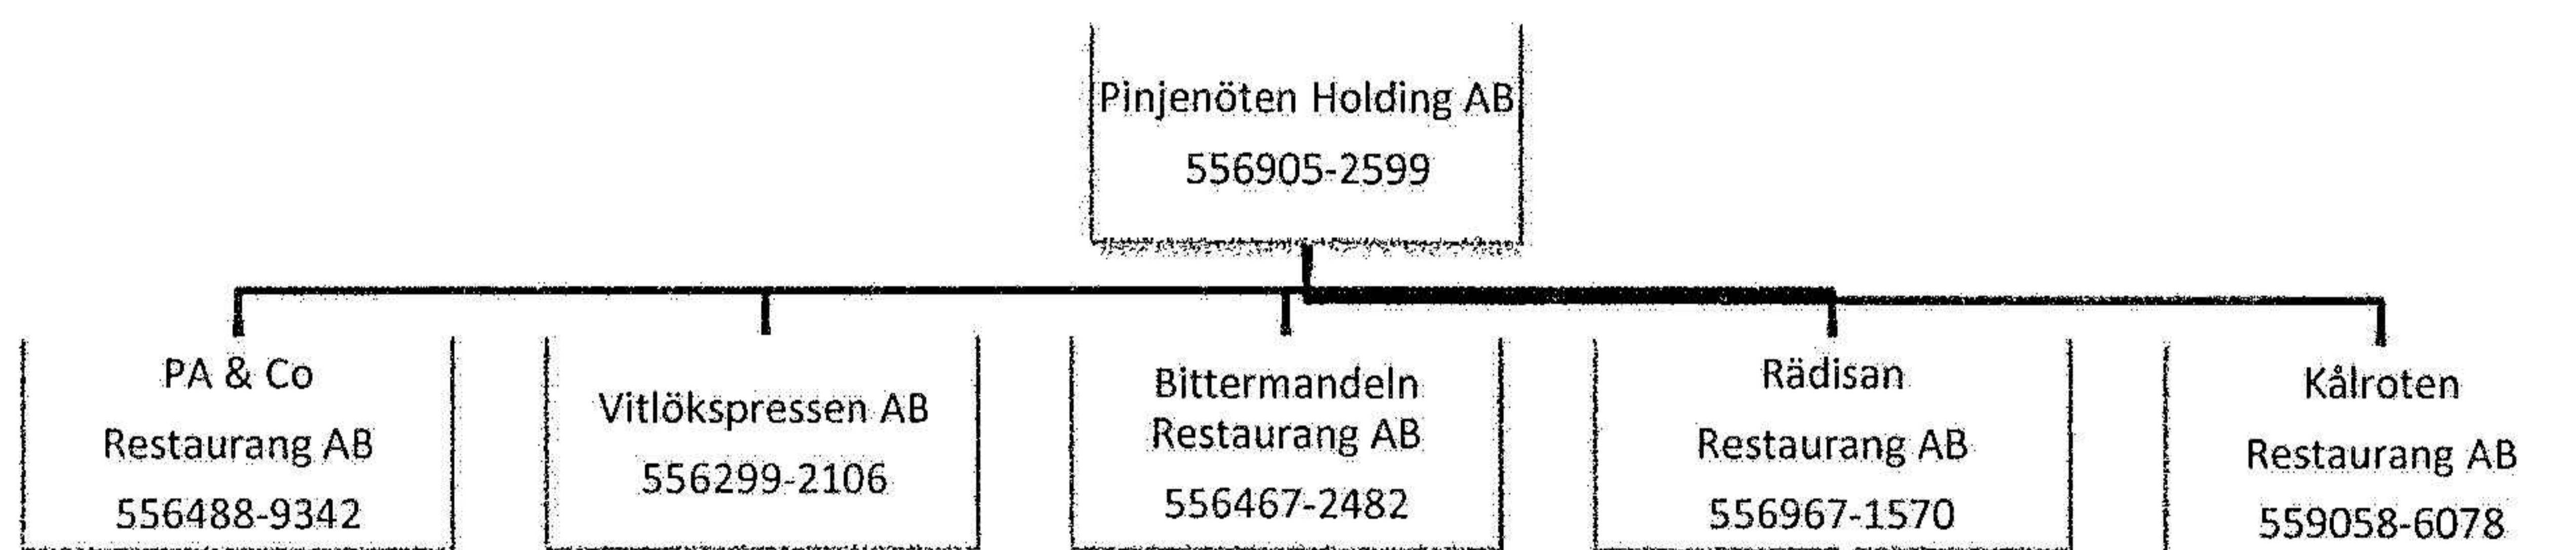 Pinjenöten Holding AB
556905-2599
PA & Co
Restaurang AB
556488-9342
Vitlökspressen AB
556299-2106
Bittermandeln
Restaurang AB
556467-2482
Rädisan
Restaurang AB
556967-1570
Kålroten
Restaurang AB
559058-6078